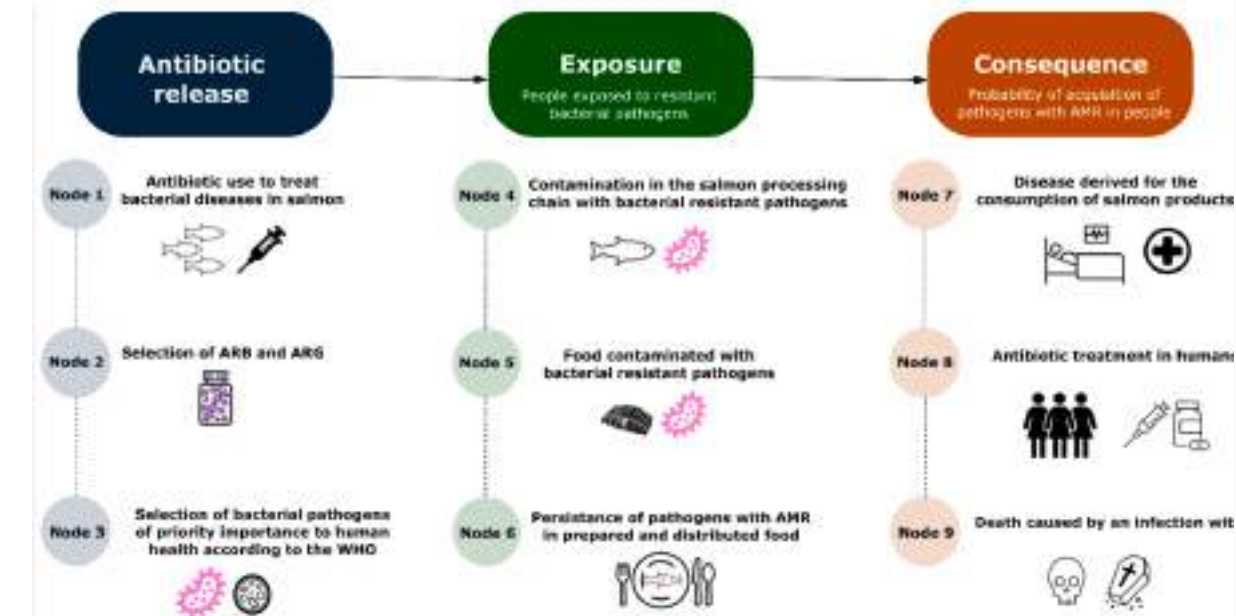 Antibiotic
release
Exposure
People exposed to resistant
bacterial pathogens
Consequence
Probability of acquisition of
pathogens with AMR in people
Node 1
Antibiotic use to treat
bacterial diseases in salmon
Node 2
Selection of ARB and ARG
Node 3
Selection of bacterial pathogens
of priority importance to human
health according to the WHO
Node 4
Contamination in the salmon processing
chain with bacterial resistant pathogens
Node 5
Food contaminated with
bacterial resistant pathogens
Node 6
Persistance of pathogens with AMR
in prepared and distributed food
Node 7
Disease derived for the
consumption of salmon products
Node 8
Antibiotic treatment in humans
Node 9
Death caused by an infection wit